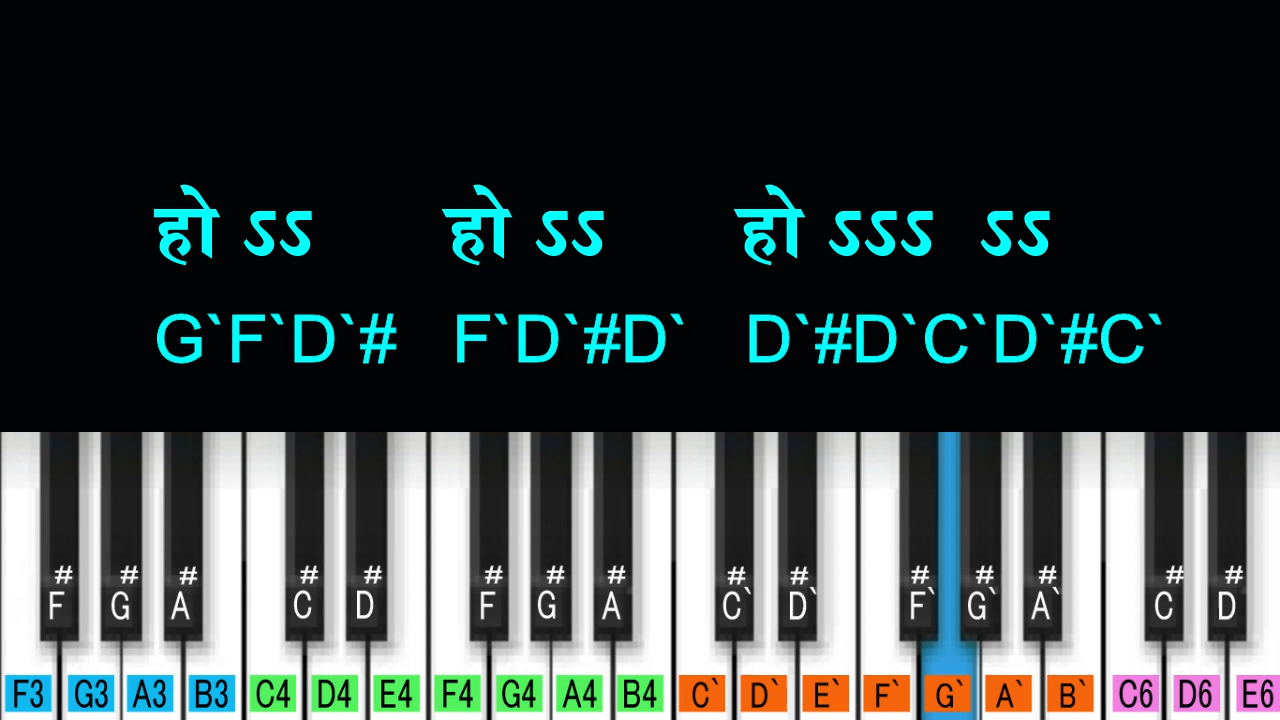 हो ऽऽ हो ऽऽ हो ऽऽऽ ऽऽ
G`F`D`# F`D`#D` D`#D`C`D`#C`
# # # # # # # # # # # # # # #
F G A C D F G A C` D` F` G` A` C D
F3 G3 A3 B3 C4 D4 E4 F4 G4 A4 B4 C` D` E` F` G` A` B` C6 D6 E6